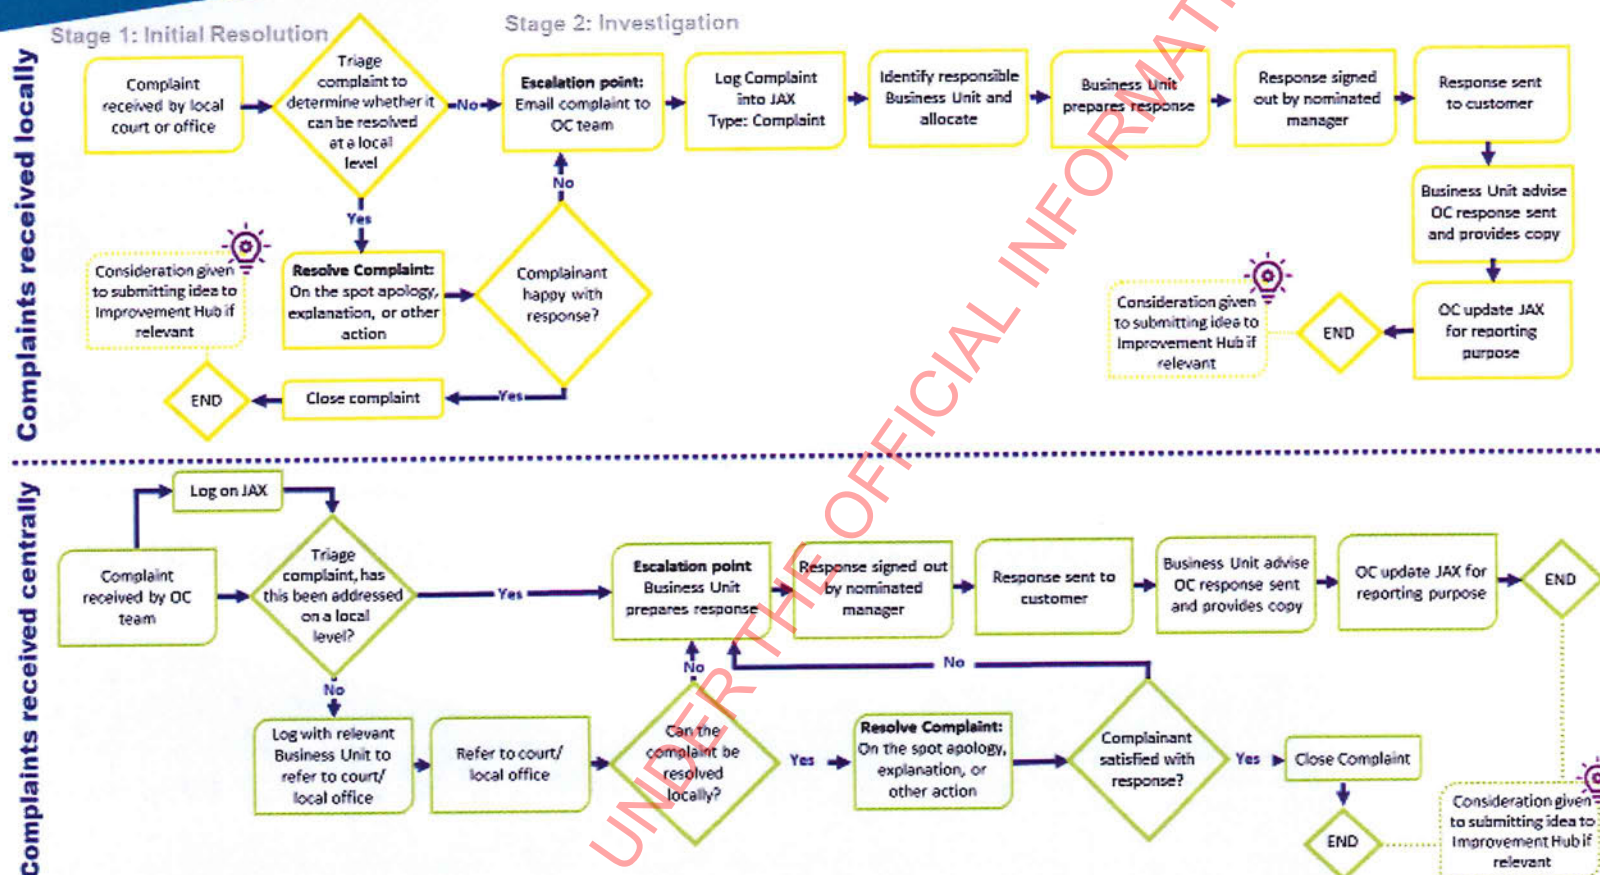 Stage 1: Initial Resolution
Stage 2: Investigation
Complaints received locally
Complaint
received by local
court or office
Triage
complaint to
determine whether it
can be resolved
at a local
level
No
Yes
Escalation point:
Email complaint to
OC team
Log Complaint
into JAX
Type: Complaint
Identify responsible
Business Unit and
allocate
Business Unit
prepares response
Response signed
out by nominated
manager
Response sent
to customer
Business Unit advise
OC response sent
and provides copy
OC update JAX
for reporting
purpose
END
Consideration given
to submitting idea to
Improvement Hub if
relevant
Resolve Complaint:
On the spot apology,
explanation, or other
action
Complainant
happy with
response?
No
Yes
Close complaint
END
Consideration given
to submitting idea to
Improvement Hub if
relevant
Complaints received centrally
Log on JAX
Complaint
received by OC
team
Triage
complaint, has
this been addressed
on a local
level?
Yes
No
Escalation point
Business Unit
prepares response
Response signed out
by nominated
manager
Response sent to
customer
Business Unit advise
OC response sent
and provides copy
OC update JAX for
reporting purpose
END
Log with relevant
Business Unit to
refer to court/
local office
Refer to court/
local office
Can the
complaint be
resolved
locally?
No
Yes
Resolve Complaint:
On the spot apology,
explanation, or
other action
Complainant
satisfied with
response?
No
Yes
Close Complaint
END
Consideration given
to submitting idea to
Improvement Hub if
relevant
UNDER THE OFFICIAL INFORMATI